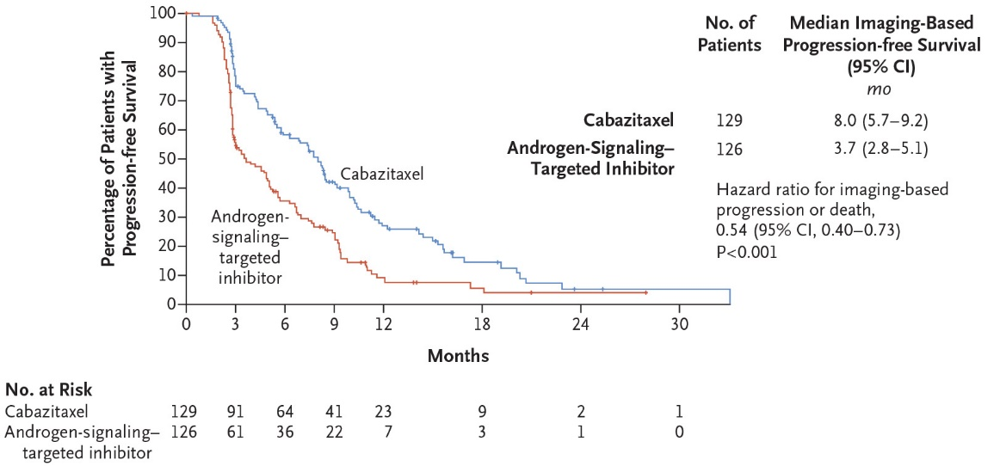 Percentage of Patients with
Progression-free Survival
100
90
80
70
60
50
40
30
20
10
0
0 3 6 9 12 18 24 30
Months
Cabazitaxel
Androgen-
signaling–
targeted
inhibitor
No. of
Patients
Median Imaging-Based
Progression-free Survival
(95% CI)
mo
Cabazitaxel 129 8.0 (5.7–9.2)
Androgen-Signaling–
Targeted Inhibitor
126 3.7 (2.8–5.1)
Hazard ratio for imaging-based
progression or death,
0.54 (95% CI, 0.40–0.73)
P<0.001
No. at Risk
Cabazitaxel 129 91 64 41 23 9 2 1
Androgen-signaling– 126 61 36 22 7 3 1 0
targeted inhibitor